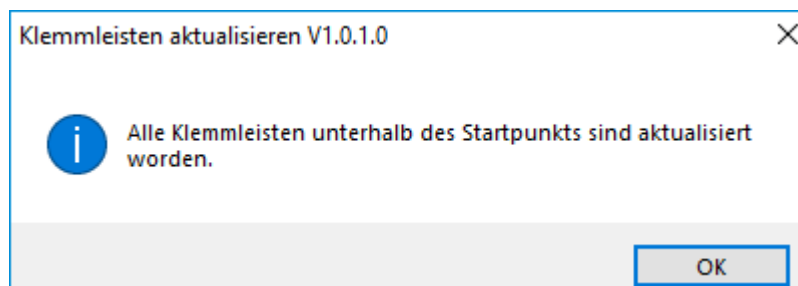 Klemmleisten aktualisieren V1.0.1.0
Alle Klemmleisten unterhalb des Startpunkts sind aktualisiert
worden.
OK